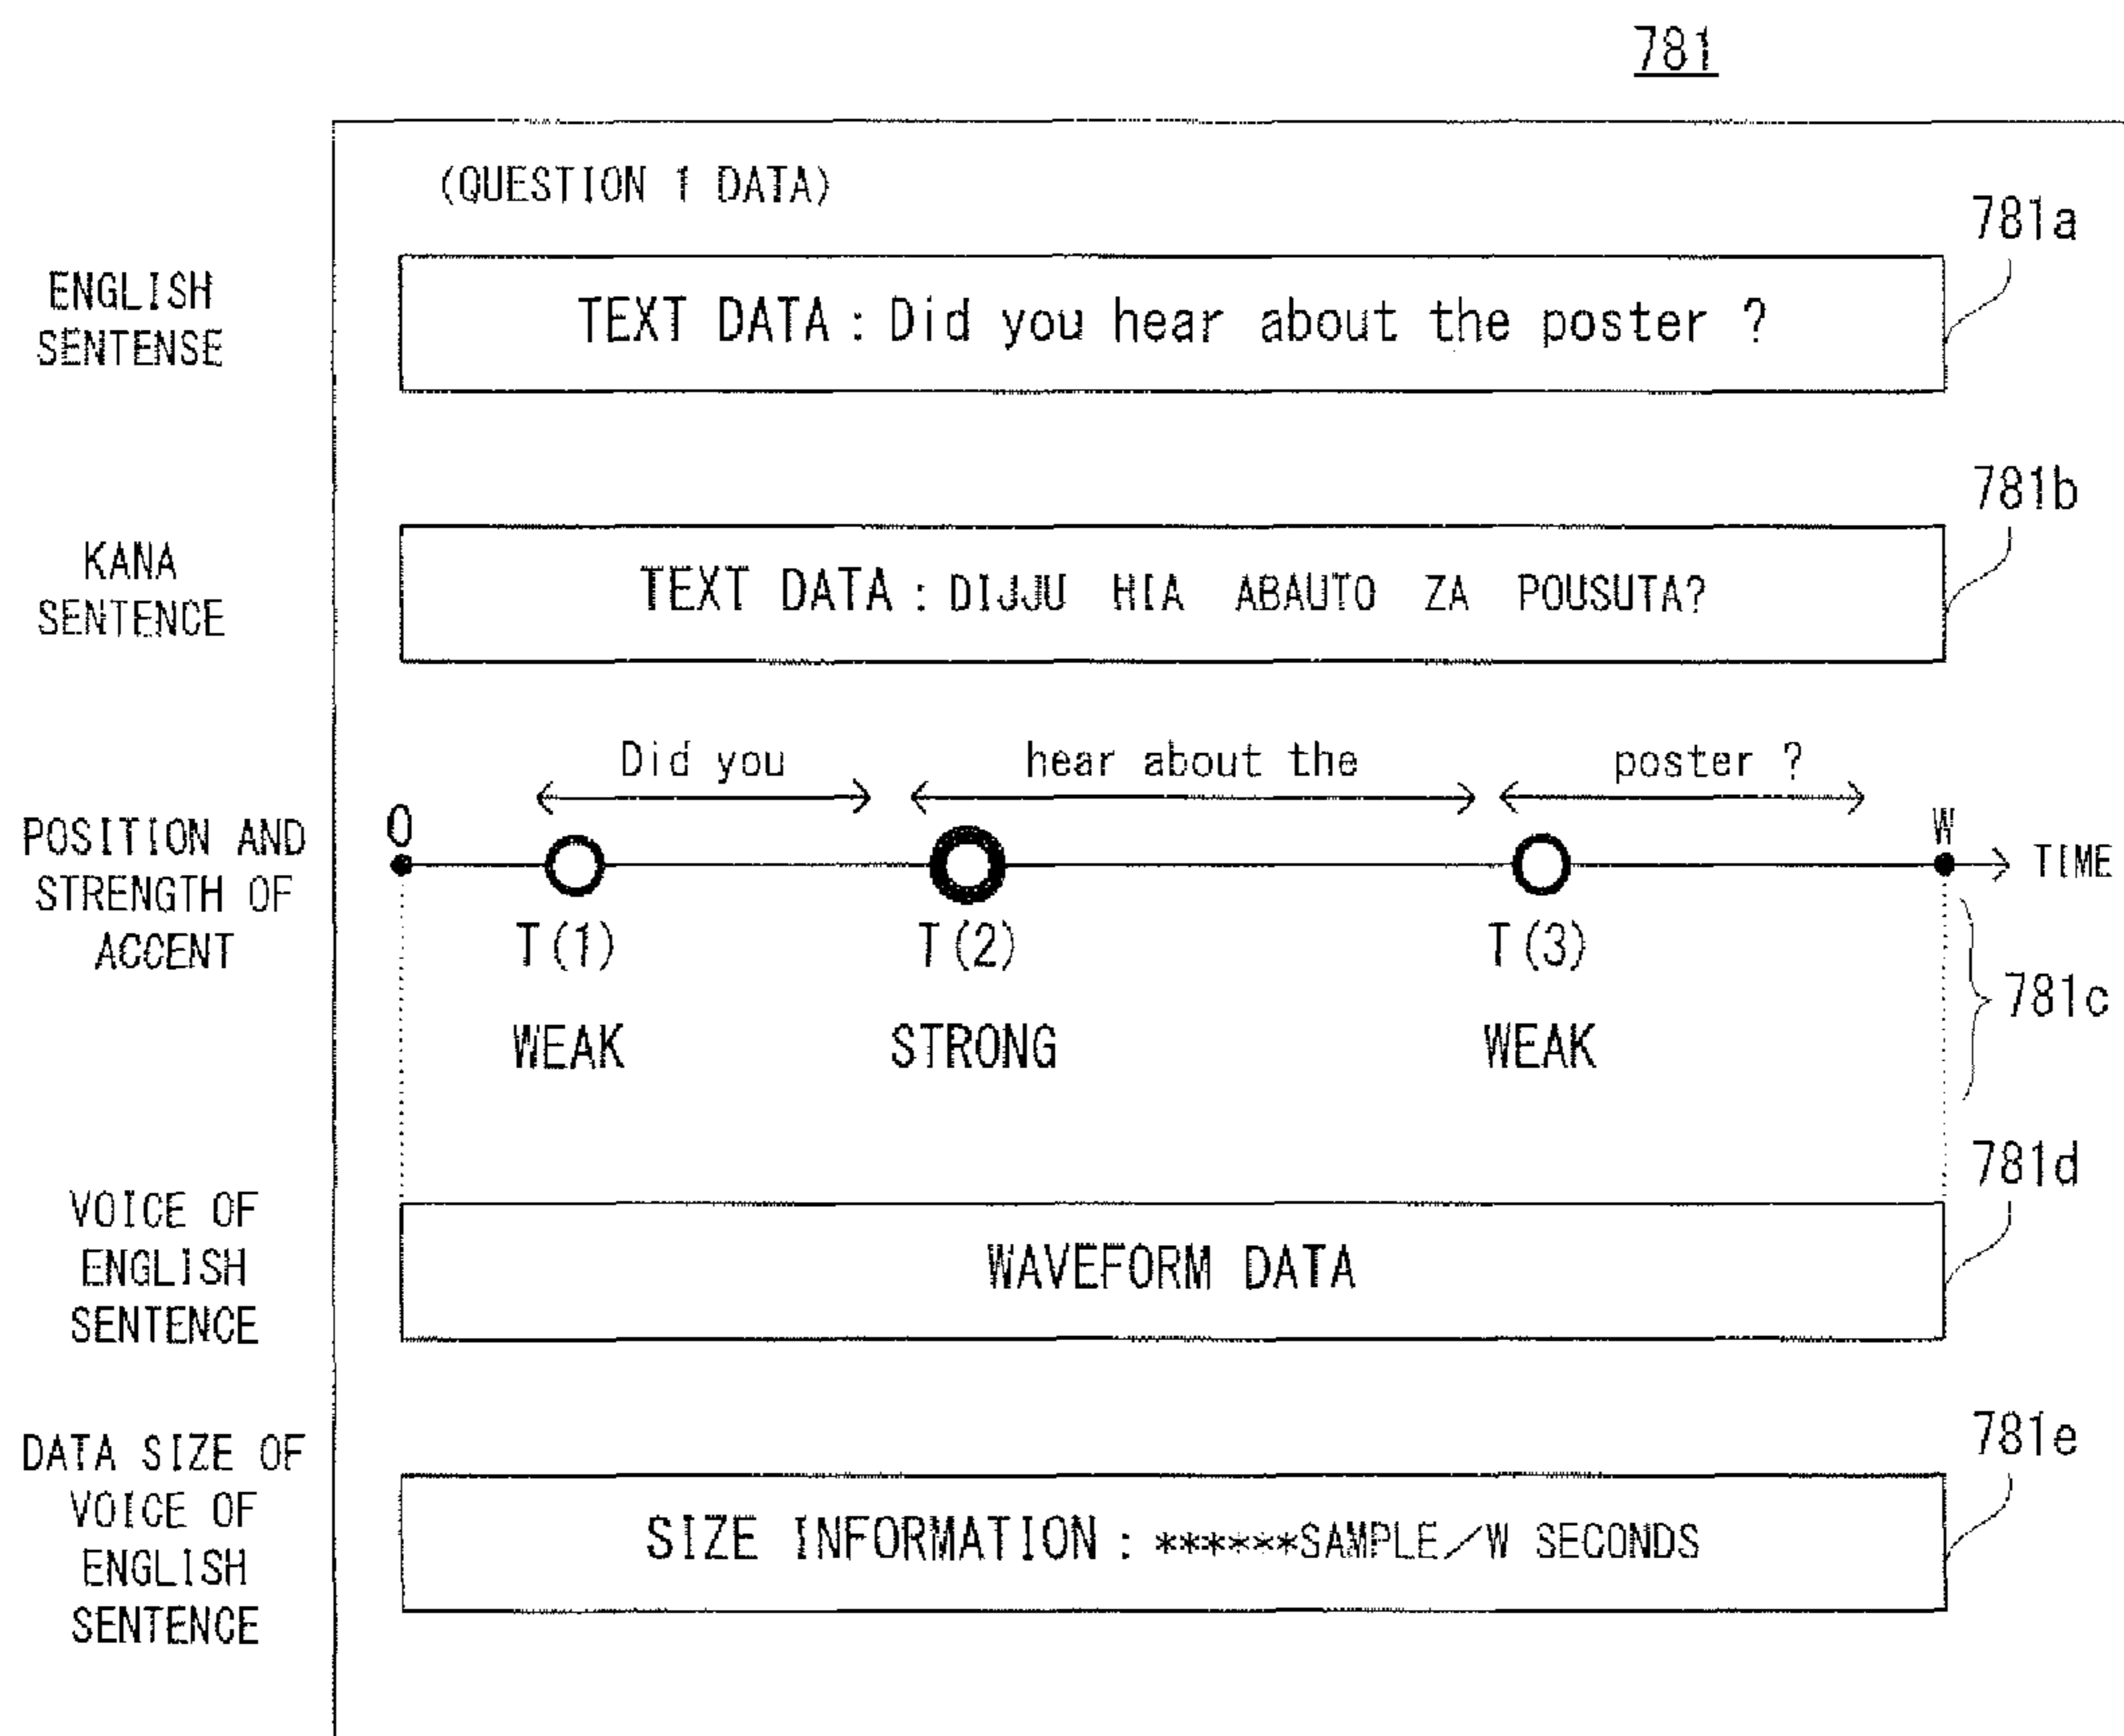 781
(QUESTION 1 DATA)
781a
ENGLISH
SENTENSE
TEXT DATA : Did you hear about the poster ?
781b
KANA
SENTENCE
TEXT DATA : DIJJU HIA ABAUTO ZA POUSUTA?
Did you hear about the poster ?
0 W
POSITION AND
STRENGTH OF
ACCENT
TIME
T(1) T(2) T(3)
781c
WEAK STRONG WEAK
781d
VOICE OF
ENGLISH
SENTENCE
WAVEFORM DATA
781e
DATA SIZE OF
VOICE OF
ENGLISH
SENTENCE
SIZE INFORMATION : ******SAMPLE/W SECONDS